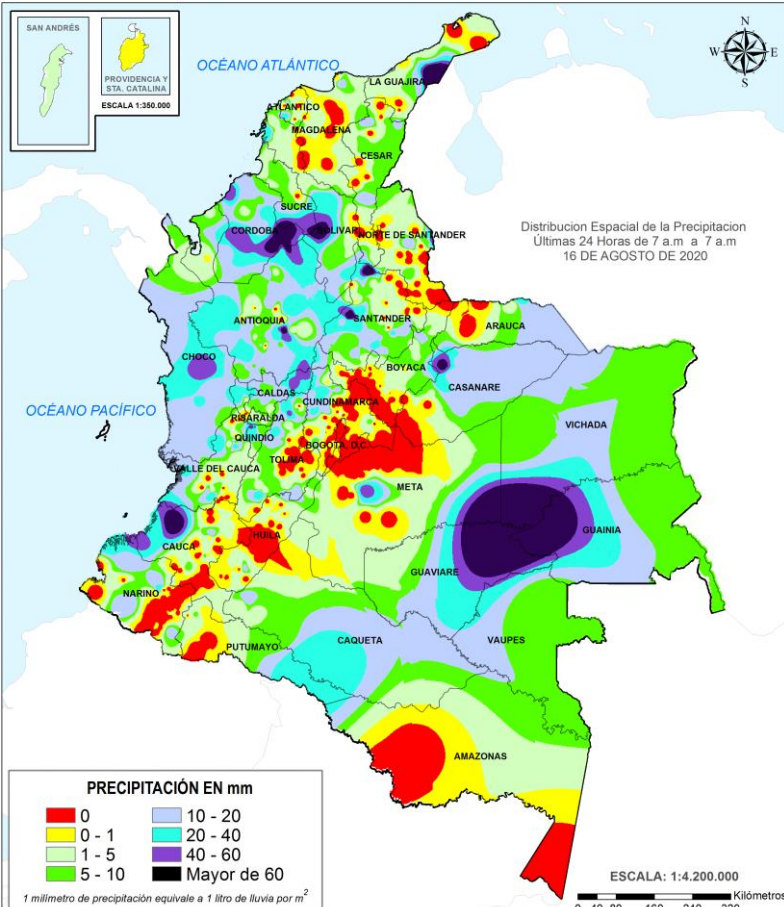 SAN ANDRÉS
PROVIDENCIA Y
STA. CATALINA
ESCALA 1:350.000
OCÉANO ATLÁNTICO
N
W
E
S
LA GUAJIRA
ATLANTICO
MAGDALENA
CESAR
SUCRE
CORDOBA
BOLIVAR
NORTE DE SANTANDER
Distribucion Espacial de la Precipitacion
Últimas 24 Horas de 7 a.m a 7 a.m
16 DE AGOSTO DE 2020
ANTIOQUIA
SANTANDER
ARAUCA
CHOCO
BOYACA
CASANARE
CALDAS
CUNDINAMARCA
OCÉANO PACÍFICO
RISARALDA
VICHADA
QUINDIO
BOGOTA, D.C
TOLIMA
VALLE DEL CAUCA
META
GUAINIA
HUILA
CAUCA
GUAVIARE
NARINO
CAQUETA
VAUPES
PUTUMAYO
AMAZONAS
PRECIPITACIÓN EN mm
0
10 - 20
0 - 1
20 - 40
1 - 5
40 - 60
5 - 10
Mayor de 60
1 milímetro de precipitación equivale a 1 litro de lluvia por m2
ESCALA: 1:4.200.000
Kilómetros